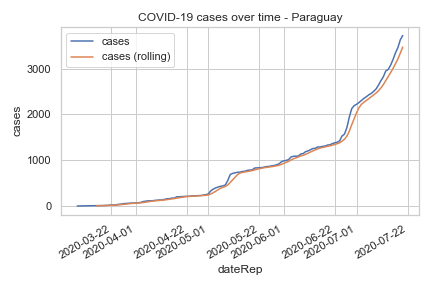 COVID-19 cases over time - Paraguay
cases
cases (rolling)
cases
3000
2000
1000
0
2020-03-22
2020-04-01
2020-04-22
2020-05-01
2020-05-22
2020-06-01
2020-06-22
2020-07-01
2020-07-22
dateRep